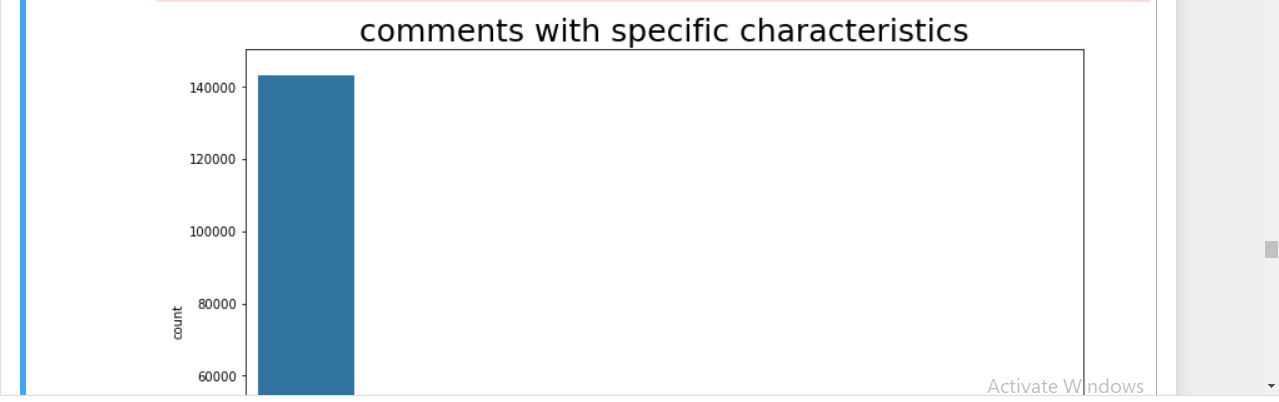 comments with specific characteristics
140000
120000
100000
80000
60000
count
Activate Windows